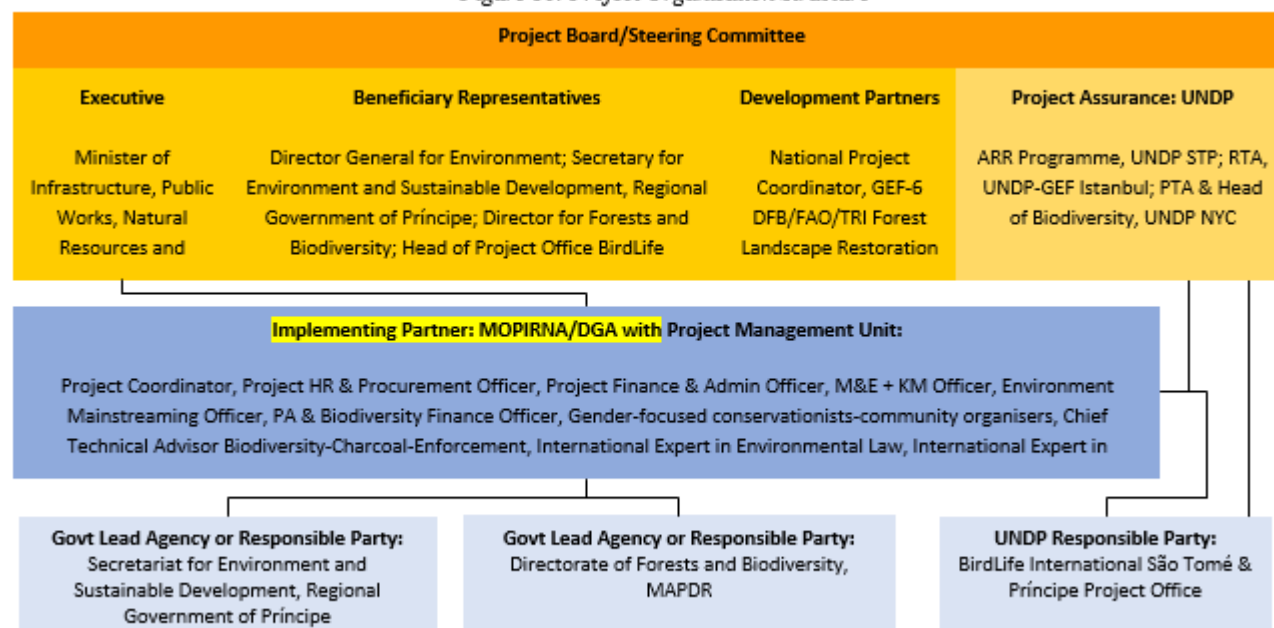 Project Board/Steering Committee
Executive
Minister of
Infrastructure, Public
Works, Natural
Resources and
Beneficiary Representatives
Director General for Environment; Secretary for
Environment and Sustainable Development, Regional
Government of Príncipe; Director for Forests and
Biodiversity; Head of Project Office BirdLife
Development Partners
National Project
Coordinator, GEF-6
DFB/FAO/TRI Forest
Landscape Restoration
Project Assurance: UNDP
ARR Programme, UNDP STP; RTA,
UNDP-GEF Istanbul; PTA & Head
of Biodiversity, UNDP NYC
Implementing Partner: MOPIRNA/DGA with Project Management Unit:
Project Coordinator, Project HR & Procurement Officer, Project Finance & Admin Officer, M&E + KM Officer, Environment
Mainstreaming Officer, PA & Biodiversity Finance Officer, Gender-focused conservationists-community organisers, Chief
Technical Advisor Biodiversity-Charcoal-Enforcement, International Expert in Environmental Law, International Expert in
Govt Lead Agency or Responsible Party:
Secretariat for Environment and
Sustainable Development, Regional
Government of Príncipe
Govt Lead Agency or Responsible Party:
Directorate of Forests and Biodiversity,
MAPDR
UNDP Responsible Party:
BirdLife International São Tomé &
Príncipe Project Office